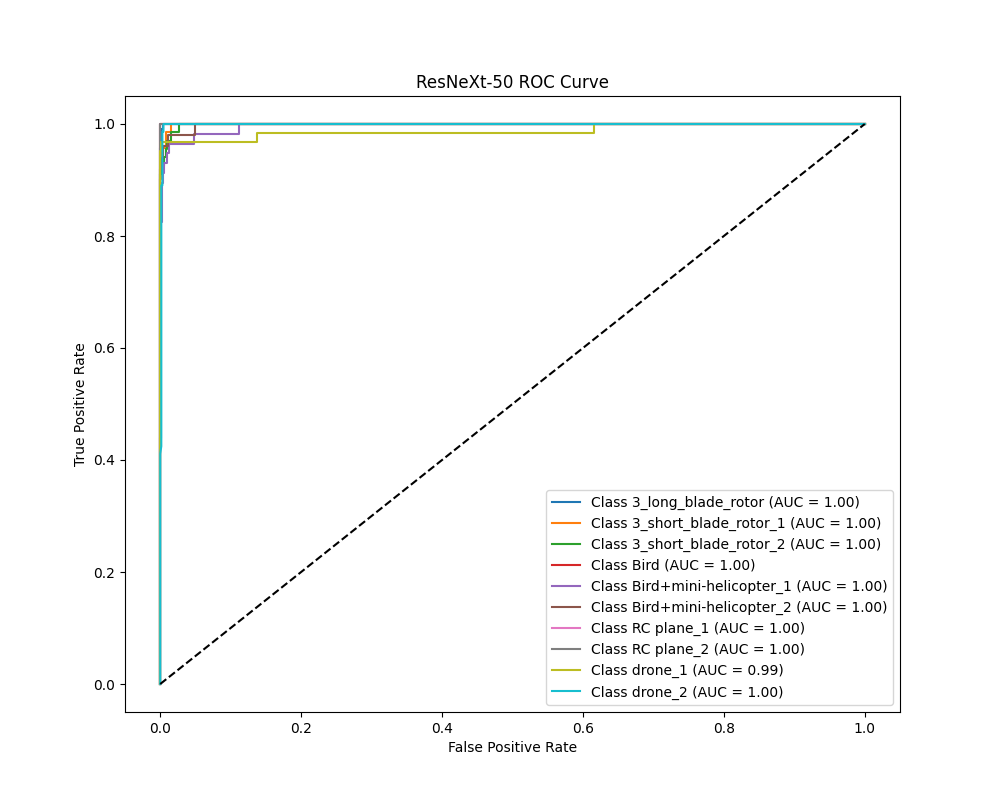 ResNeXt-50 ROC Curve
1.0
0.8
0.6
0.4
0.2
0.0
True Positive Rate
0.0 0.2 0.4 0.6 0.8 1.0
False Positive Rate
Class 3_long_blade_rotor (AUC = 1.00)
Class 3_short_blade_rotor_1 (AUC = 1.00)
Class 3_short_blade_rotor_2 (AUC = 1.00)
Class Bird (AUC = 1.00)
Class Bird+mini-helicopter_1 (AUC = 1.00)
Class Bird+mini-helicopter_2 (AUC = 1.00)
Class RC plane_1 (AUC = 1.00)
Class RC plane_2 (AUC = 1.00)
Class drone_1 (AUC = 0.99)
Class drone_2 (AUC = 1.00)